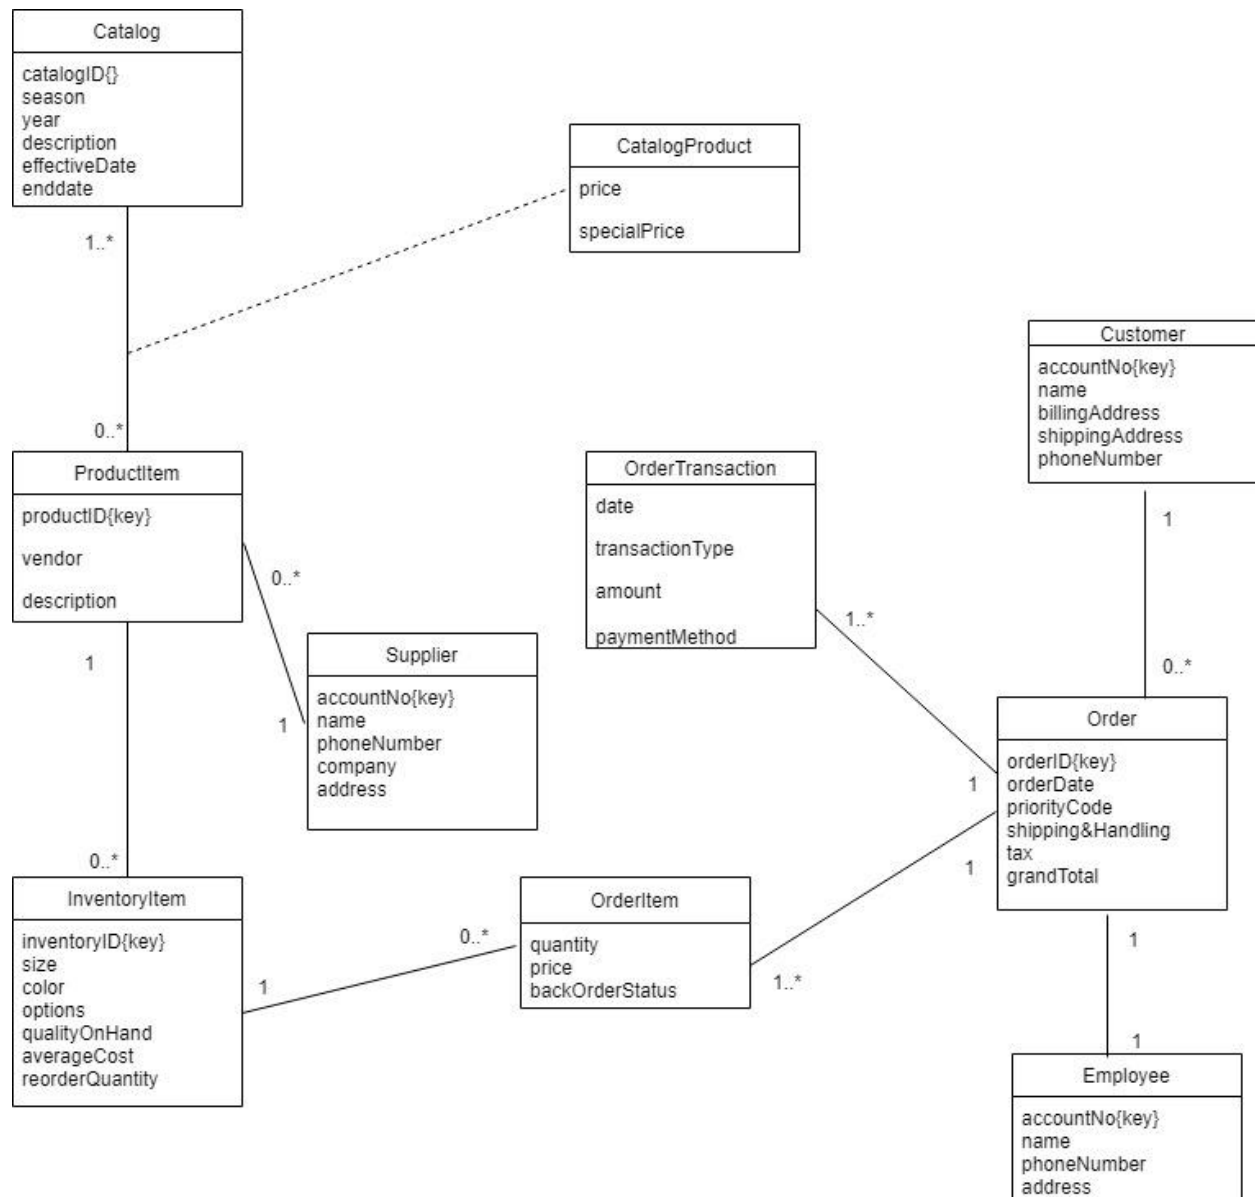 Catalog
catalogID{}
season
year
description
effectiveDate
enddate
1..*
0..*
CatalogProduct
price
specialPrice
ProductItem
productID{key}
vendor
description
0..*
1
1
0..*
Supplier
accountNo{key}
name
phoneNumber
company
address
OrderTransaction
date
transactionType
amount
paymentMethod
1..*
1
Customer
accountNo{key}
name
billingAddress
shippingAddress
phoneNumber
1
0..*
Order
orderID{key}
orderDate
priorityCode
shipping&Handling
tax
grandTotal
InventoryItem
inventoryID{key}
size
color
options
qualityOnHand
averageCost
reorderQuantity
1
0..*
OrderItem
quantity
price
backOrderStatus
1..*
1
1
1
Employee
accountNo{key}
name
phoneNumber
address